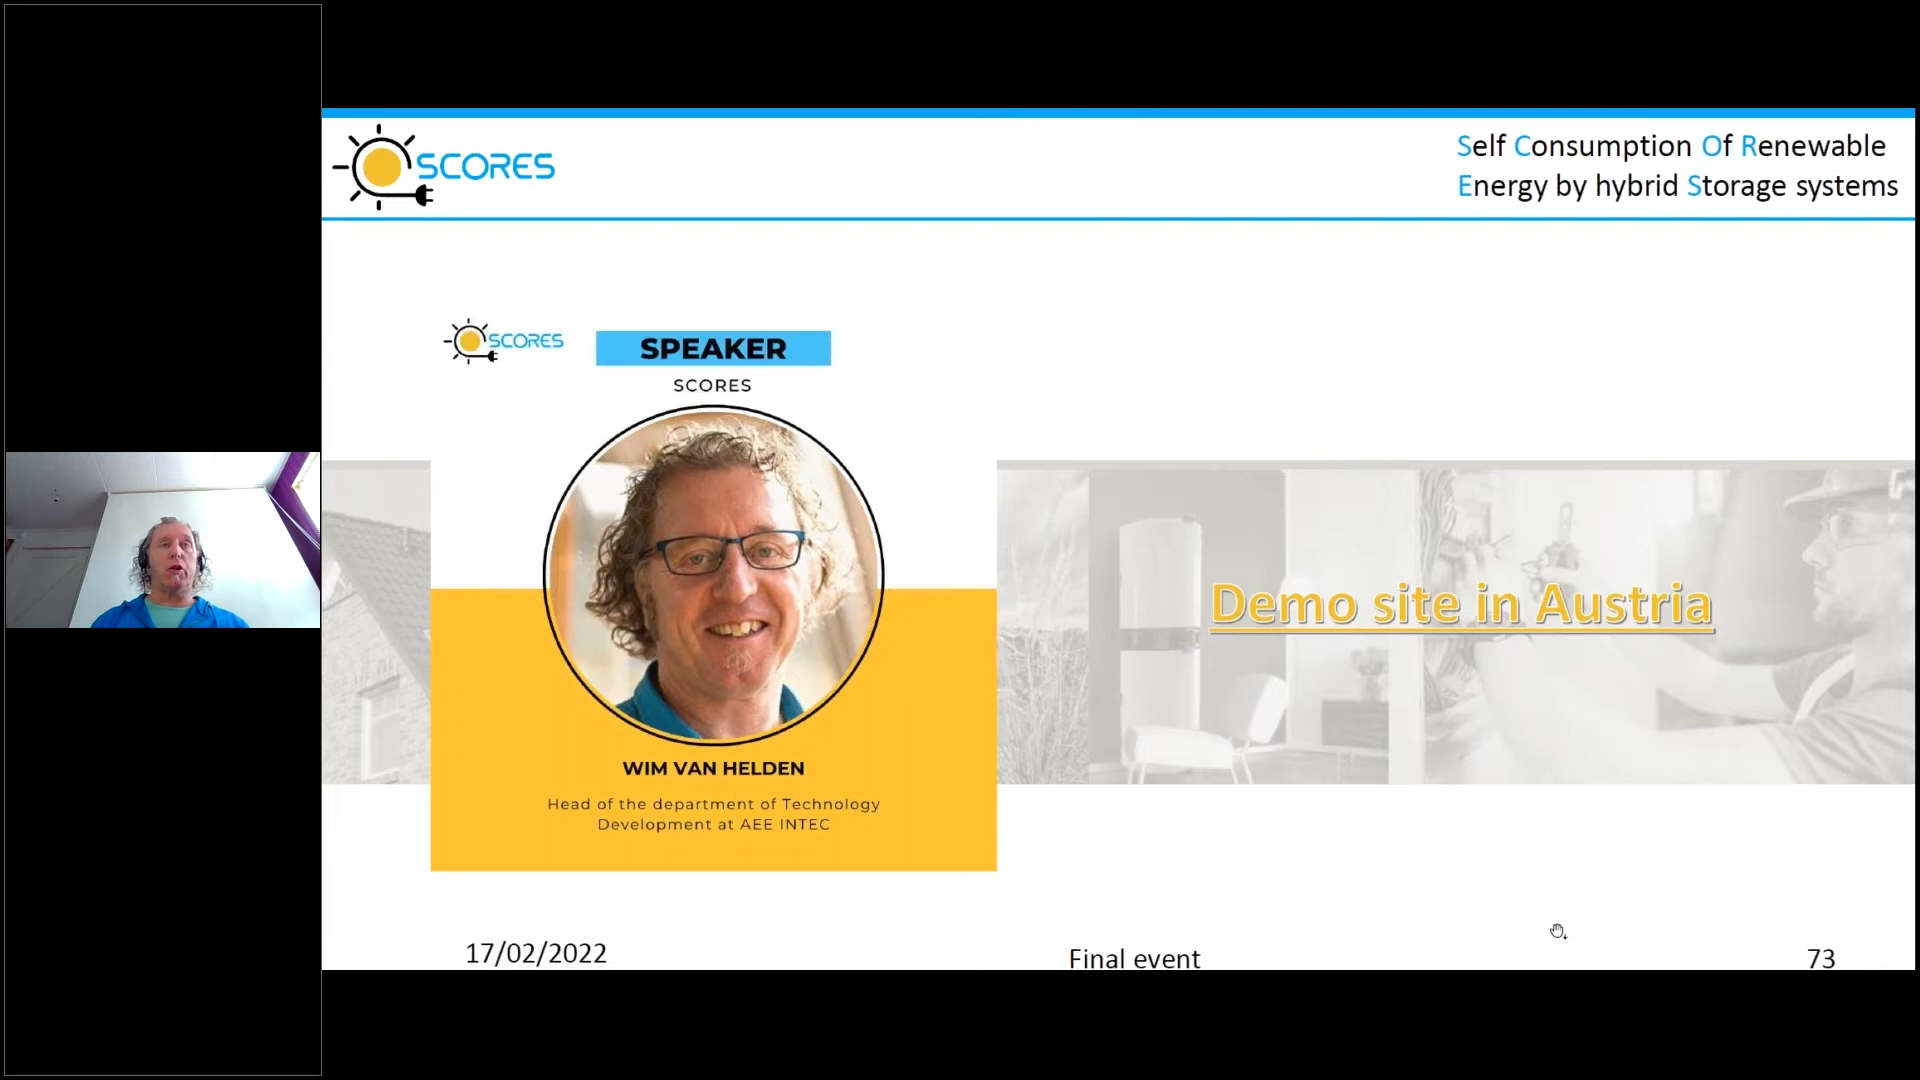 SCORES
Self Consumption Of Renewable
Energy by hybrid Storage systems
SCORES
SPEAKER
SCORES
WIM VAN HELDEN
Head of the department of Technology
Development at AEE INTEC
Demo site in Austria
17/02/2022
Final event
73